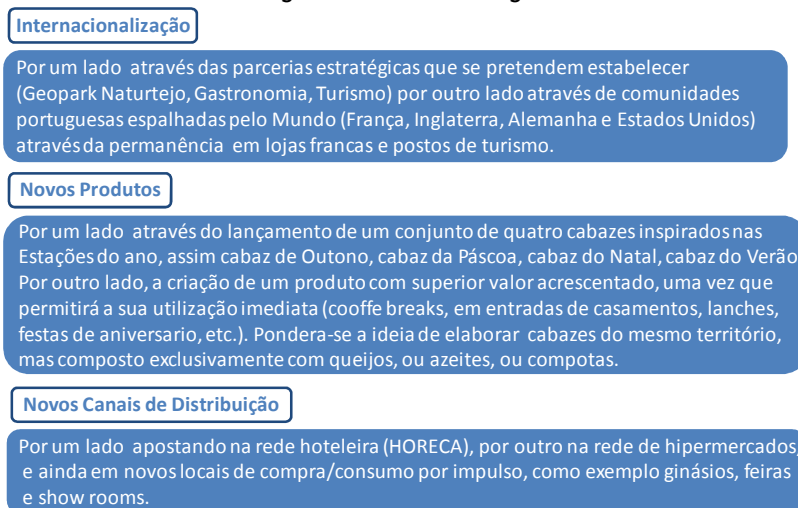 Internacionalização
Por um lado através das parcerias estratégicas que se pretendem estabelecer
(Geopark Naturtejo, Gastronomia, Turismo) por outro lado através de comunidades
portuguesas espalhadas pelo Mundo (França, Inglaterra, Alemanha e Estados Unidos)
através da permanência em lojas francas e postos de turismo.
Novos Produtos
Por um lado através do lançamento de um conjunto de quatro cabazes inspirados nas
Estações do ano, assim cabaz de Outono, cabaz da Páscoa, cabaz do Natal, cabaz do Verão
Por outro lado, a criação de um produto com superior valor acrescentado, uma vez que
permitirá a sua utilização imediata (cooffe breaks, em entradas de casamentos, lanches,
festas de aniversario, etc.). Pondera-se a ideia de elaborar cabazes do mesmo território,
mas composto exclusivamente com queijos, ou azeites, ou compotas.
Novos Canais de Distribuição
Por um lado apostando na rede hoteleira (HORECA), por outro na rede de hipermercados,
e ainda em novos locais de compra/consumo por impulso, como exemplo ginásios, feiras
e show rooms.